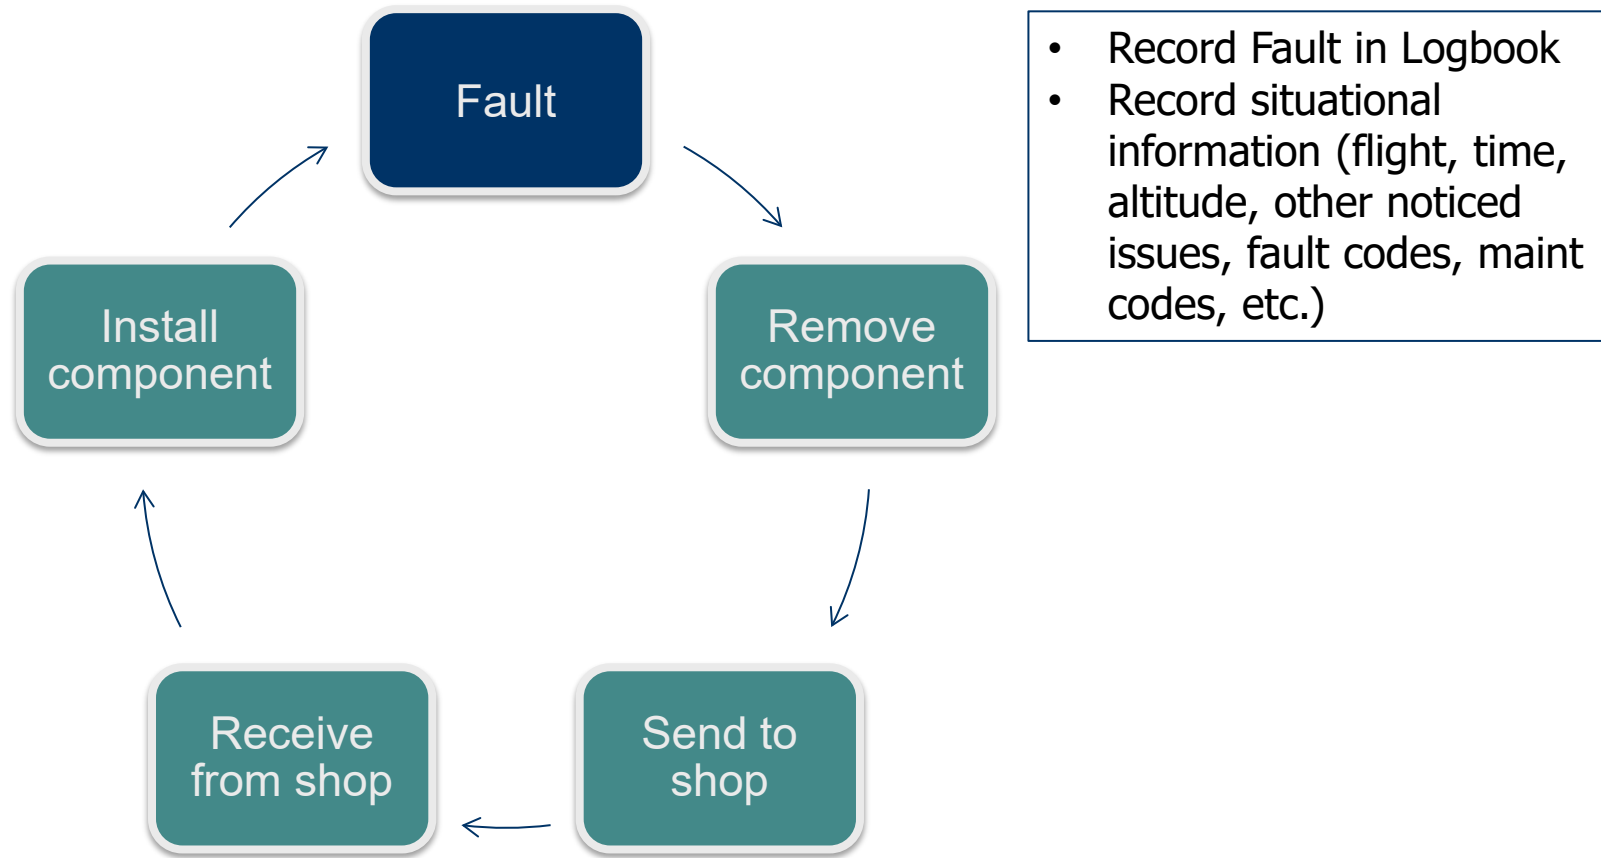 Fault
Remove
component
Send to
shop
Receive
from shop
Install
component
• Record Fault in Logbook
• Record situational
information (flight, time,
altitude, other noticed
issues, fault codes, maint
codes, etc.)